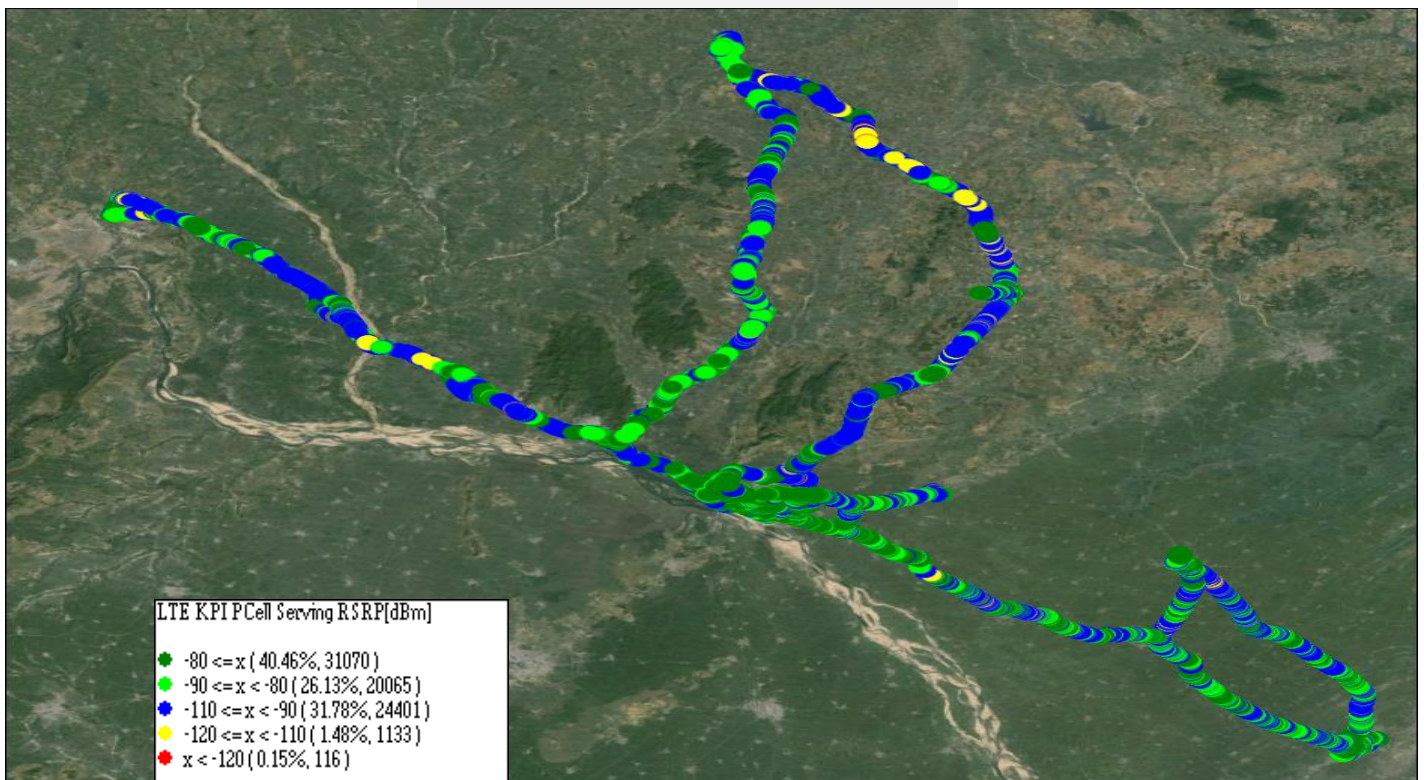 LTE KPI PCell Serving RSRP[dBm]
-80 <=x ( 40.46%, 31070 )
-90 <=x < -80 ( 26.13%, 20065 )
-110 <=x < -90 ( 31.78%, 24401 )
-120 <=x < -110 ( 1.48%, 1133 )
x < -120 ( 0.15%, 116 )